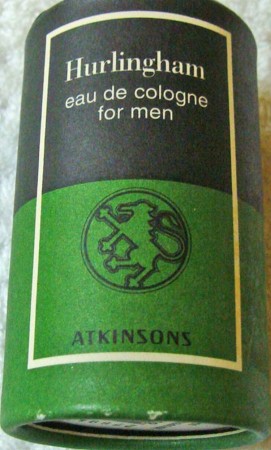 Hurlingham
eau de cologne
for men
ATKINSONS